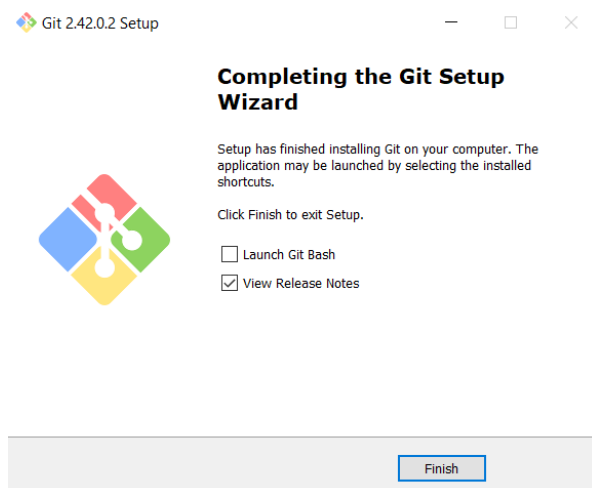 Git 2.42.0.2 Setup
Completing the Git Setup
Wizard
Setup has finished installing Git on your computer. The
application may be launched by selecting the installed
shortcuts.
Click Finish to exit Setup.
Launch Git Bash
View Release Notes
Finish